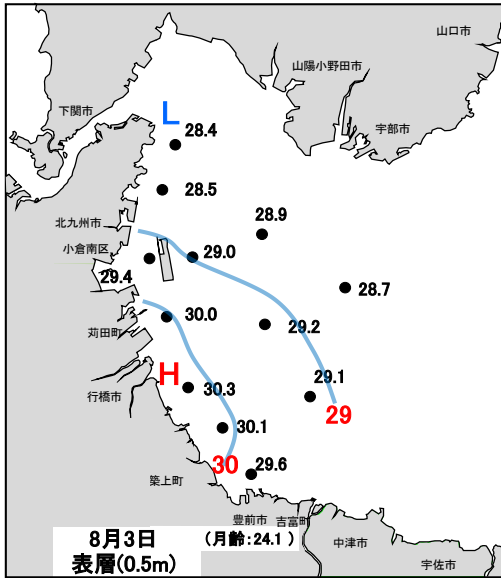 山口市
山陽小野田市
下関市
宇部市
L
28.4
28.5
北九州市
28.9
小倉南区
29.0
29.4
28.7
30.0
29.2
苅田町
H
30.3
29.1
行橋市
29
30.1
30
29.6
築上町
豊前市
吉富町
8月3日
(月齢:24.1 )
表層(0.5m)
中津市
宇佐市